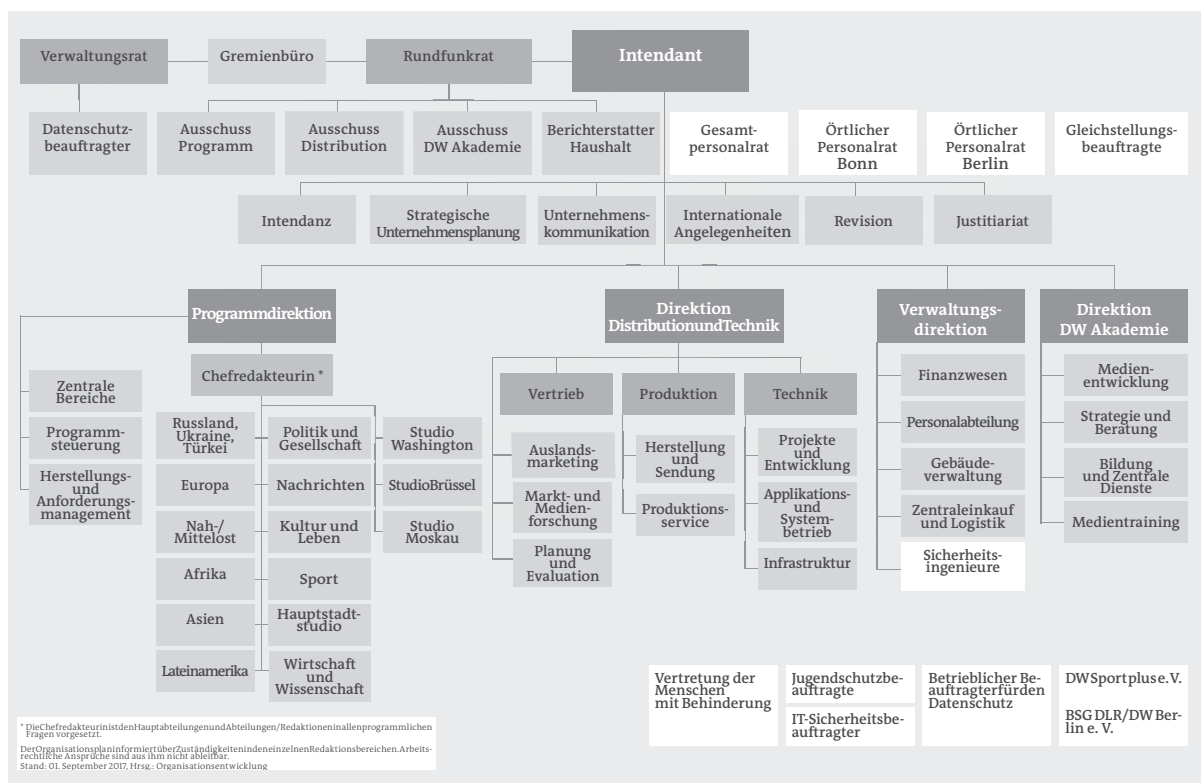 Verwaltungsrat
Gremienbüro
Rundfunkrat
Intendant
Datenschutz-
beauftragter
Ausschuss
Programm
Ausschuss
Distribution
Ausschuss
DW Akademie
Berichterstatter
Haushalt
Gesamt-
personalrat
Örtlicher
Personalrat
Bonn
Örtlicher
Personalrat
Berlin
Gleichstellungs-
beauftragte
Intendanz
Strategische
Unternehmensplanung
Unternehmens-
kommunikation
Internationale
Angelegenheiten
Revision
Justitiariat
Programmdirektion
Direktion
DistributionundTechnik
Verwaltungs-
direktion
Direktion
DW Akademie
Chefredakteurin *
Zentrale
Bereiche
Programm-
steuerung
Herstellungs-
und
Anforderungs-
management
Russland,
Ukraine,
Türkei
Europa
Nah-/
Mittelost
Afrika
Asien
Lateinamerika
Politik und
Gesellschaft
Nachrichten
Kultur und
Leben
Sport
Hauptstadt-
studio
Wirtschaft
und
Wissenschaft
Studio
Washington
StudioBrüssel
Studio
Moskau
Vertrieb
Auslands-
marketing
Markt- und
Medien-
forschung
Planung
und
Evaluation
Produktion
Herstellung
und
Sendung
Produktions-
service
Technik
Projekte
und
Entwicklung
Applikations-
und
System-
betrieb
Infrastruktur
Finanzwesen
Personalabteilung
Gebäude-
verwaltung
Zentraleinkauf
und Logistik
Sicherheits-
ingenieure
Medien-
entwicklung
Strategie und
Beratung
Bildung
und Zentrale
Dienste
Medientraining
Vertretung der
Menschen
mit Behinderung
Jugendschutzbe-
auftragte
IT-Sicherheitsbe-
auftragter
Betrieblicher Be-
auftragterfürden
Datenschutz
DWSportpluse.V.
BSG DLR/DW Ber-
lin e. V.
* DieChefredakteurinistdenHauptabteilungenundAbteilungen/Redaktioneninallenprogrammlichen
Fragen vorgesetzt.
DerOrganisationsplaninformiertüberZuständigkeitenindeneinzelnenRedaktionsbereichen.Arbeits-
rechtliche Ansprüche sind aus ihm nicht ableitbar.
Stand: 01. September 2017, Hrsg.: Organisationsentwicklung